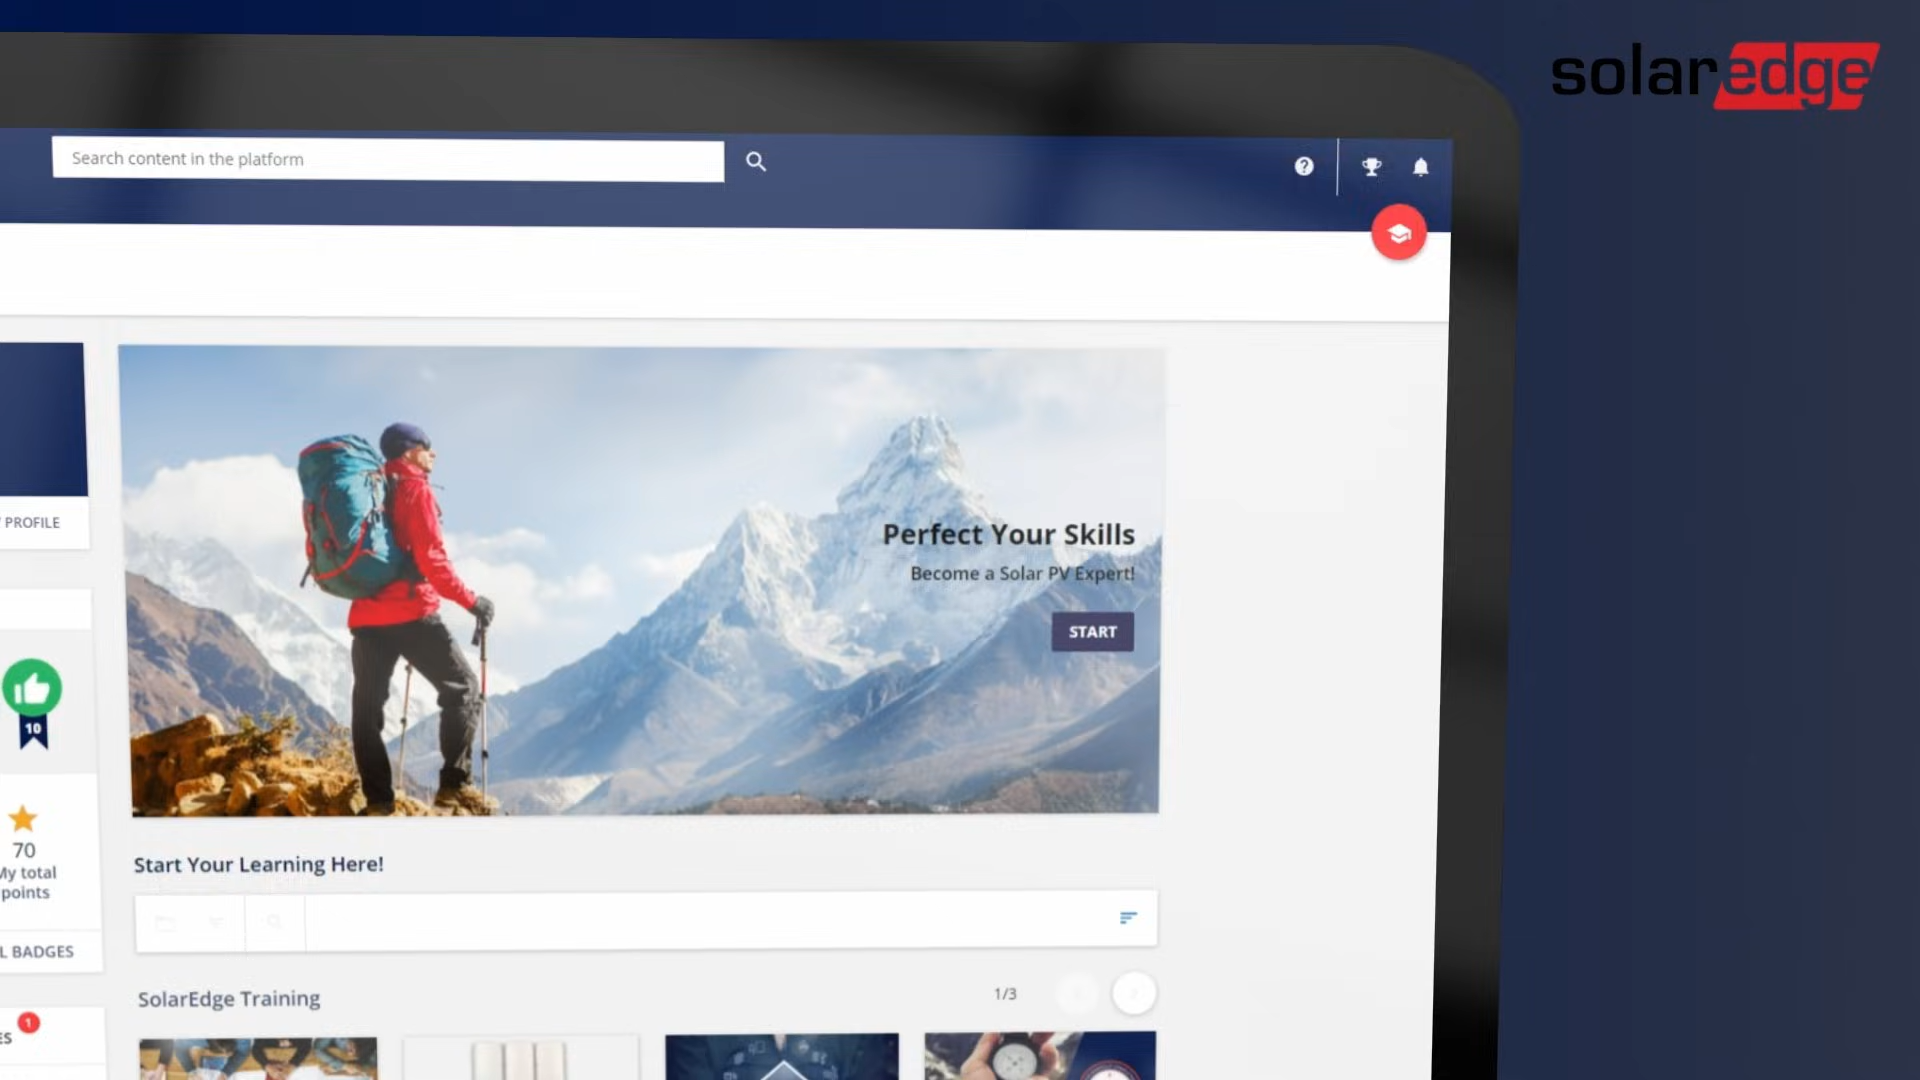 solaredge
Search content in the platform
PROFILE
Perfect Your Skills
Become a Solar PV Expert!
START
10
70
My total
points
Start Your Learning Here!
L BADGES
SolarEdge Training
1/3
1
ES